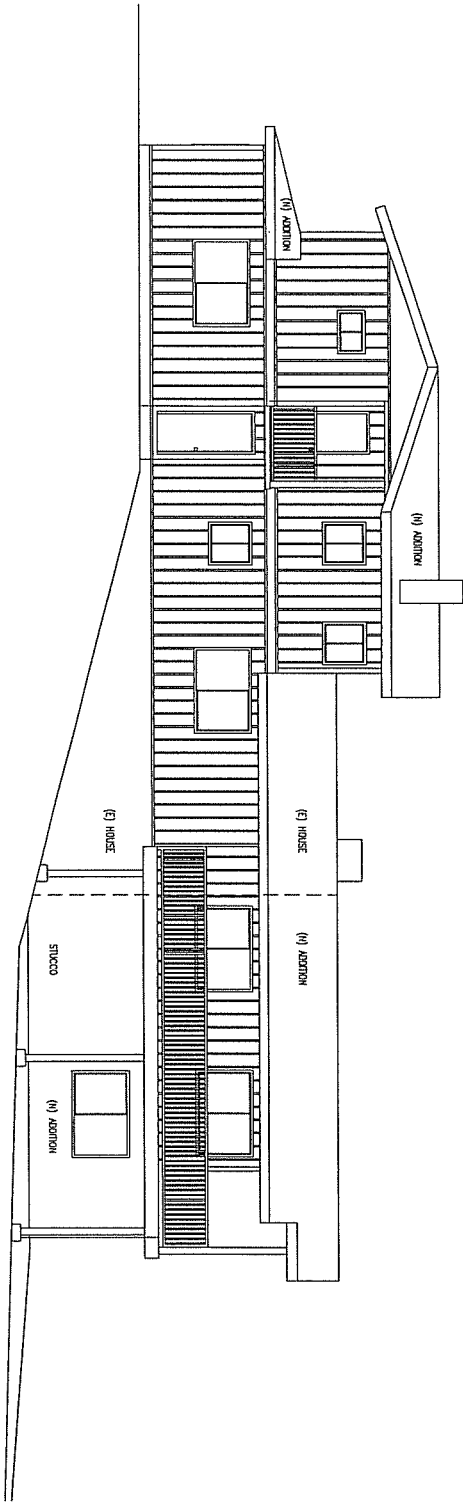 (N) ADDITION
(N) ADDITION
(E) HOUSE
(N) ADDITION
(E) HOUSE
STUCCO
(N) ADDITION